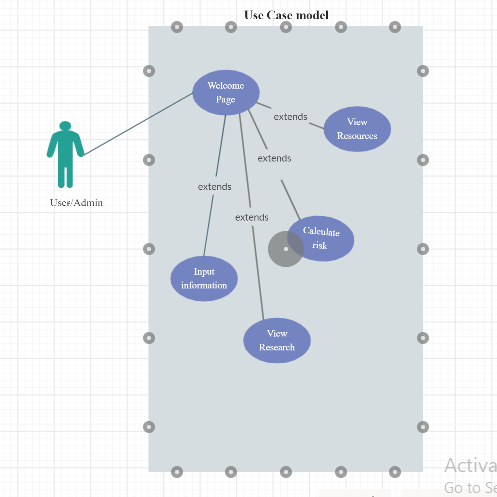 Use Case model
Welcome
Page
extends
View
Resources
extends
User/Admin
extends
extends
Calculate
risk
Input
information
View
Research
Activa
Go to Se